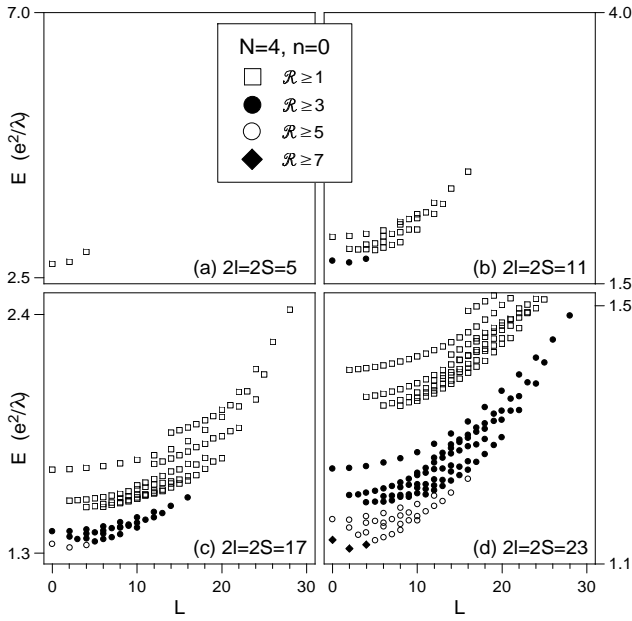 7.0
4.0
N=4, n=0
ℛ ≥ 1
ℛ ≥ 3
ℛ ≥ 5
ℛ ≥ 7
E (e²/λ)
(a) 2l=2S=5
(b) 2l=2S=11
2.5
1.5
2.4
1.5
E (e²/λ)
1.3
(c) 2l=2S=17
(d) 2l=2S=23
1.1
0 10 20 30
0 10 20 30
L
L